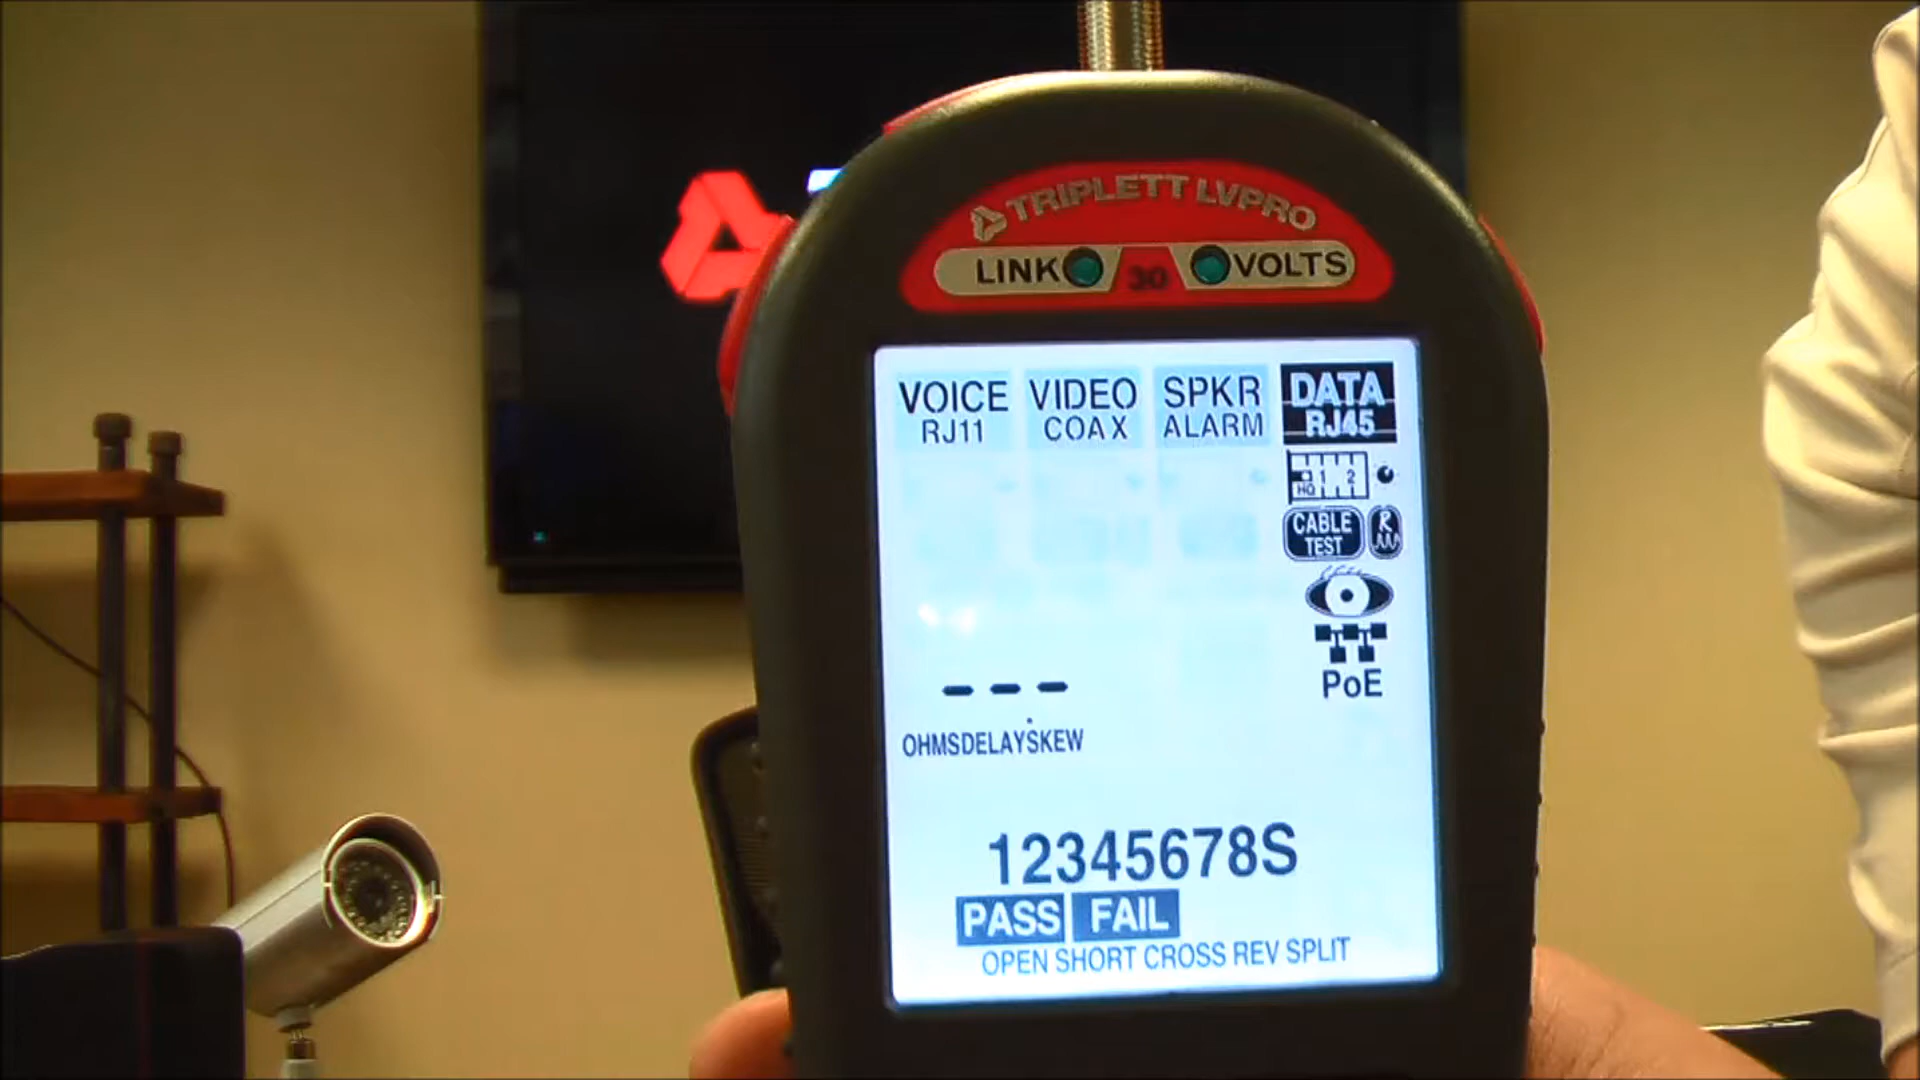 TRIPLETT LVPRO
LINK 30 VOLTS
VOICE VIDEO SPKR DATA
RJ11 COAX ALARM RJ45
HQ 1 2
CABLE R
TEST
PoE
- - -
OHMSDELAYSKEW
12345678S
PASS FAIL
OPEN SHORT CROSS REV SPLIT